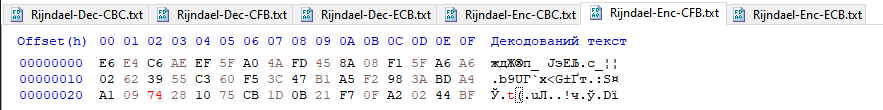 Rijndael-Dec-CBC.txt Rijndael-Dec-CFB.txt Rijndael-Dec-ECB.txt Rijndael-Enc-CBC.txt Rijndael-Enc-CFB.txt Rijndael-Enc-ECB.txt
Offset(h) 00 01 02 03 04 05 06 07 08 09 0A 0B 0C 0D 0E 0F Декодований текст
00000000 E6 E4 C6 AE EF 5F A0 4A FD 45 8A 08 F1 5F A6 A6 ждЖ®п_ JэЕЉ.с_¦¦
00000010 02 62 39 55 C3 60 F5 3C 47 B1 A5 F2 98 3A BD A4 .b9UГ`х<G±Ґт.:Ѕ¤
00000020 A1 09 74 28 10 75 CB 1D 0B 21 F7 0F A2 02 44 BF Ў.t(.uЛ..!ч.ў.Dї